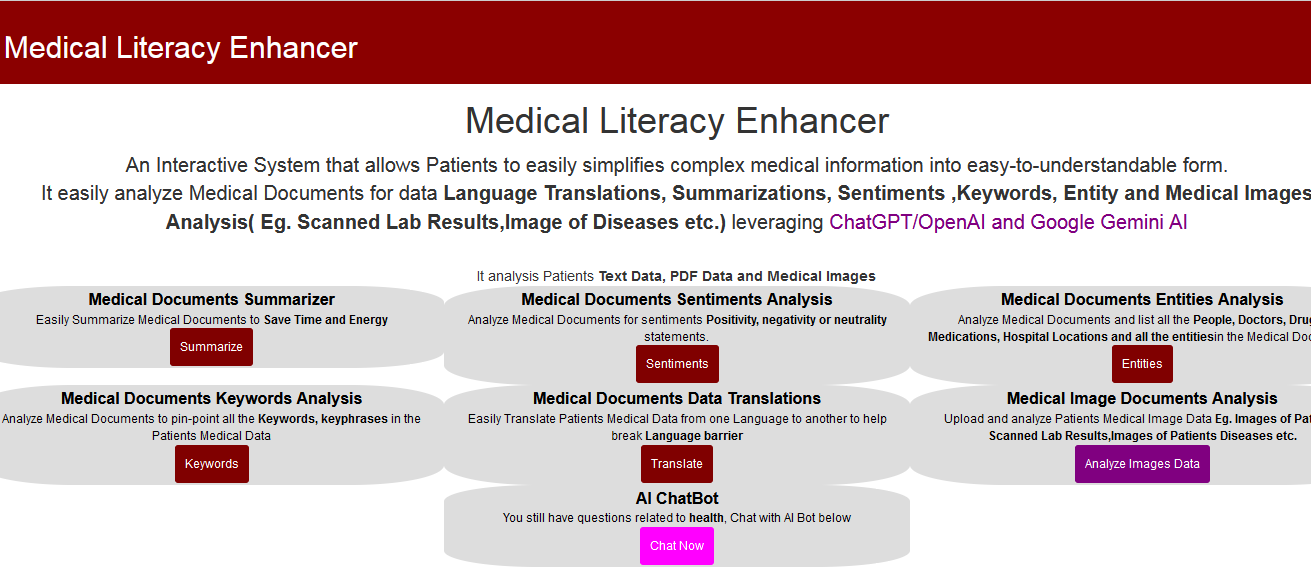 Medical Literacy Enhancer
Medical Literacy Enhancer
An Interactive System that allows Patients to easily simplifies complex medical information into easy-to-understandable form.
It easily analyze Medical Documents for data Language Translations, Summarizations, Sentiments ,Keywords, Entity and Medical Images
Analysis( Eg. Scanned Lab Results,Image of Diseases etc.) leveraging ChatGPT/OpenAI and Google Gemini AI
It analysis Patients Text Data, PDF Data and Medical Images
Medical Documents Summarizer
Easily Summarize Medical Documents to Save Time and Energy
Summarize
Medical Documents Sentiments Analysis
Analyze Medical Documents for sentiments Positivity, negativity or neutrality
statements.
Sentiments
Medical Documents Entities Analysis
Analyze Medical Documents and list all the People, Doctors,
Medications, Hospital Locations and all the entitiesin the Medical
Entities
Medical Documents Keywords Analysis
Analyze Medical Documents to pin-point all the Keywords, keyphrases in the
Patients Medical Data
Keywords
Medical Documents Data Translations
Easily Translate Patients Medical Data from one Language to another to help
break Language barrier
Translate
Medical Image Documents Analysis
Upload and analyze Patients Medical Image Data Eg. Images of
Scanned Lab Results,Images of Patients Diseases etc.
Analyze Images Data
AI ChatBot
You still have questions related to health, Chat with AI Bot below
Chat Now